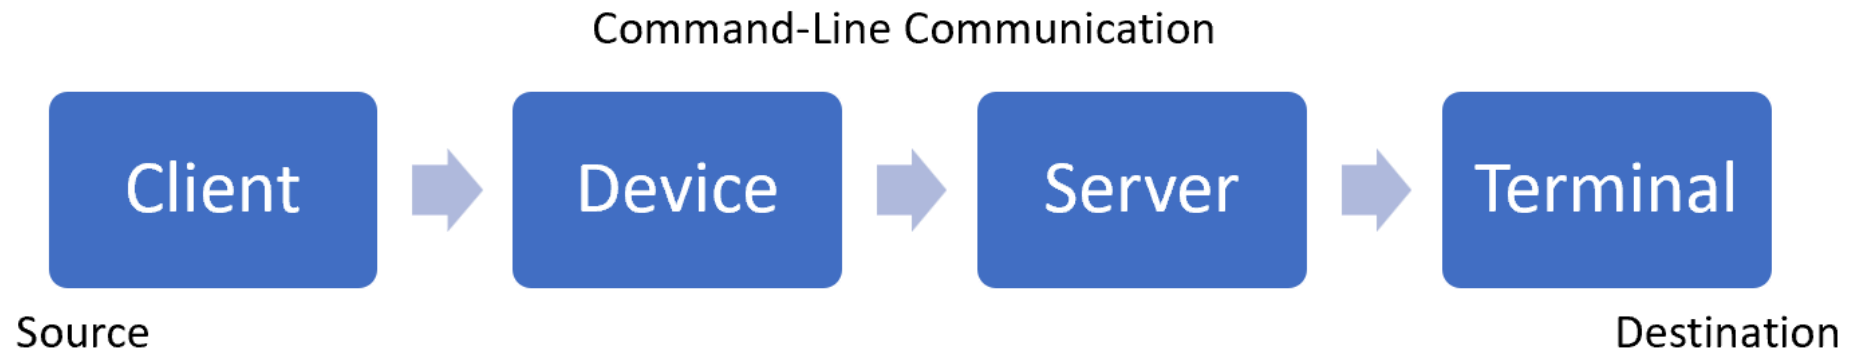 Command-Line Communication
Client
Device
Server
Terminal
Source
Destination